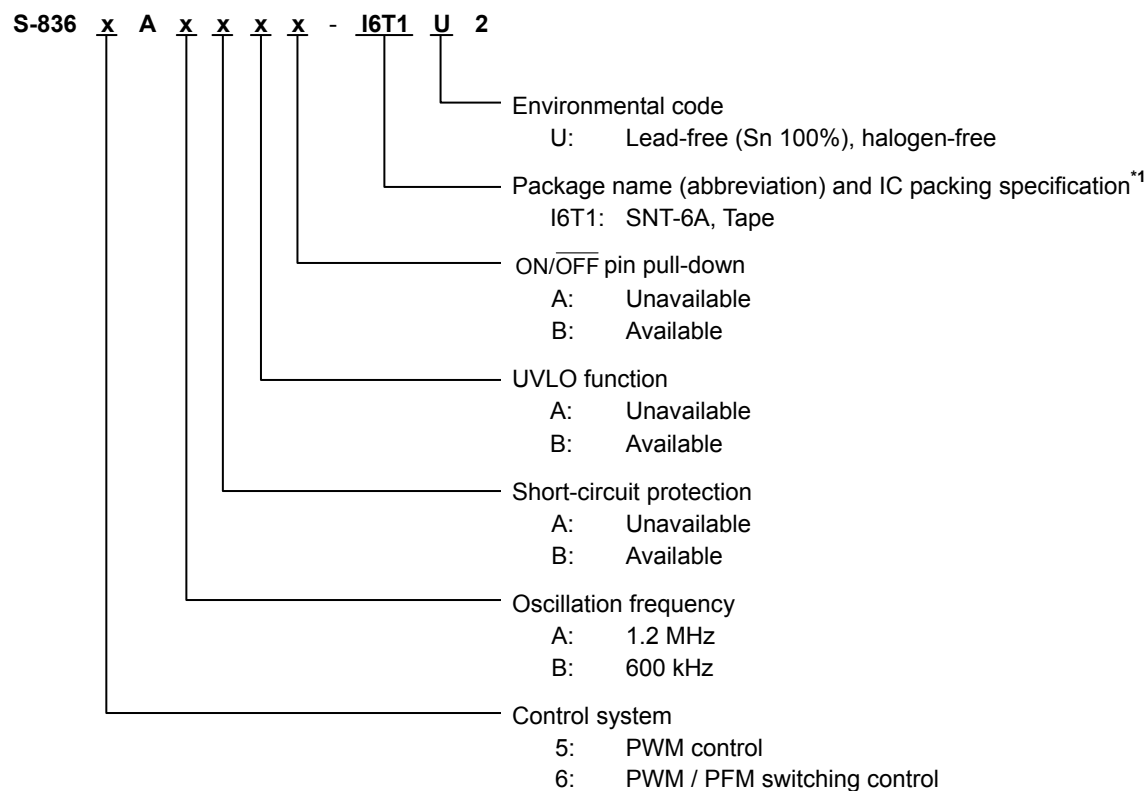 S-836 x A x x x x - I6T1 U 2
Environmental code
U: Lead-free (Sn 100%), halogen-free
Package name (abbreviation) and IC packing specification*1
I6T1: SNT-6A, Tape
ON/OFF pin pull-down
A: Unavailable
B: Available
UVLO function
A: Unavailable
B: Available
Short-circuit protection
A: Unavailable
B: Available
Oscillation frequency
A: 1.2 MHz
B: 600 kHz
Control system
5: PWM control
6: PWM / PFM switching control